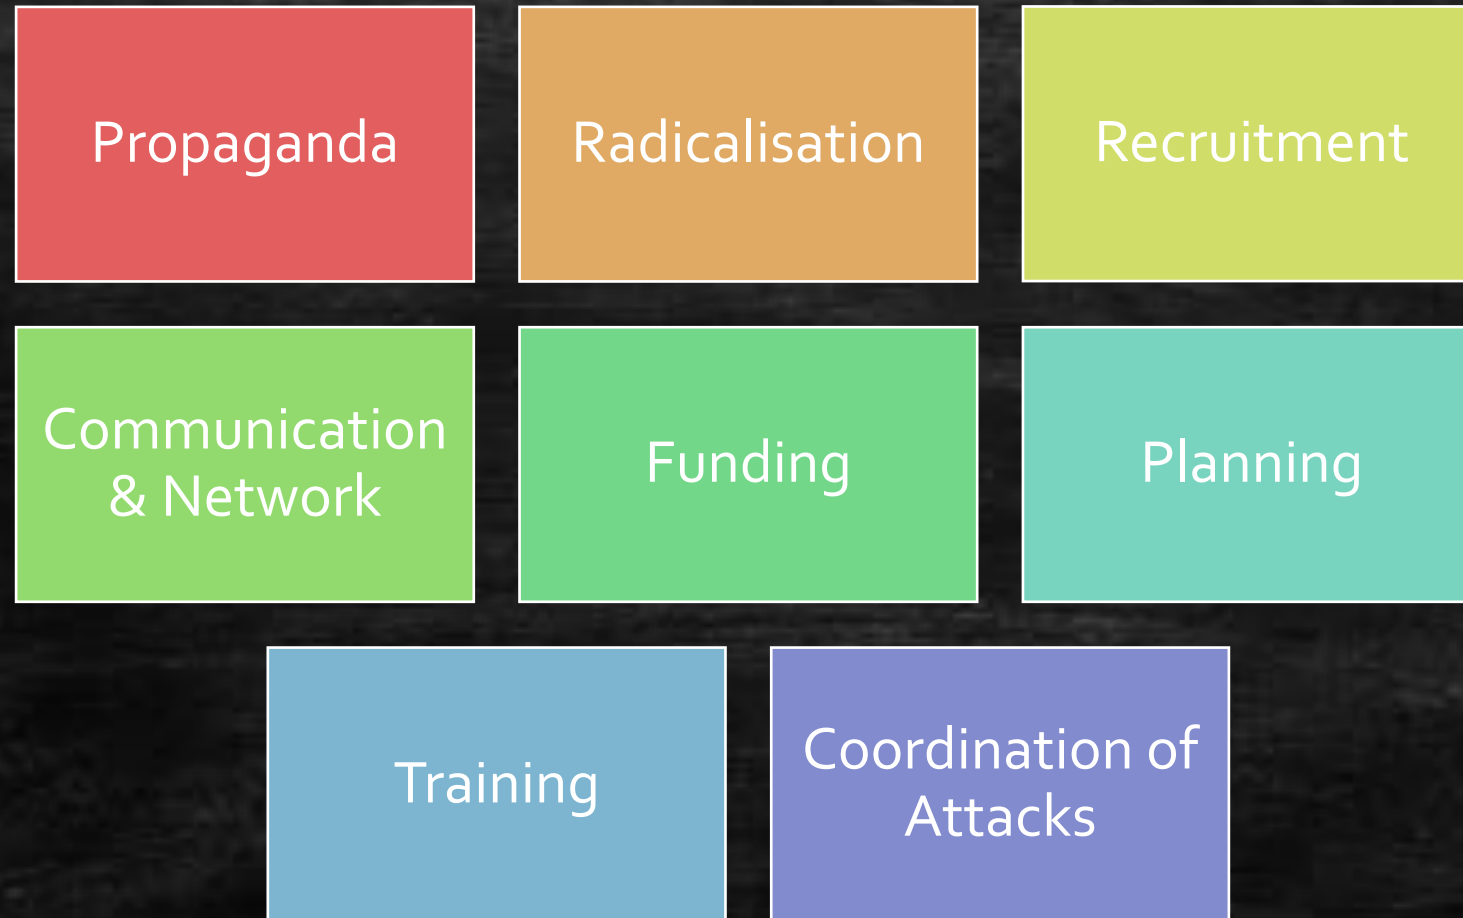 Propaganda
Radicalisation
Recruitment
Communication
& Network
Funding
Planning
Training
Coordination of
Attacks